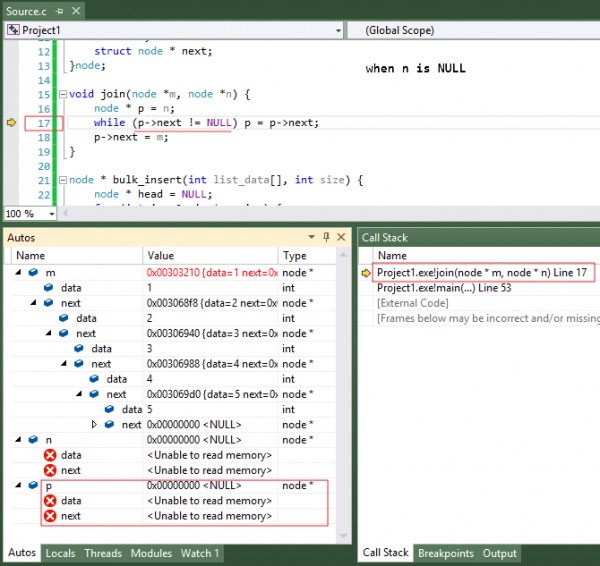 Source.c
Project1
(Global Scope)
12 struct node * next;
13 }node;
when n is NULL
14
15 void join(node *m, node *n) {
16 node * p = n;
17 while (p->next != NULL) p = p->next;
18 p->next = m;
19 }
20
21 node * bulk_insert(int list_data[], int size) {
22 node * head = NULL;
100 %
Autos
Name Value Type
m 0x00303210 {data=1 next=0x node *
data 1 int
next 0x003068f8 {data=2 next=0 node *
data 2 int
next 0x00306940 {data=3 next=0 node *
data 3 int
next 0x00306988 {data=4 next=0 node *
data 4 int
next 0x003069d0 {data=5 next=0 node *
data 5 int
next 0x00000000 <NULL> node *
n 0x00000000 <NULL> node *
data <Unable to read memory>
next <Unable to read memory>
p 0x00000000 <NULL> node *
data <Unable to read memory>
next <Unable to read memory>
Autos Locals Threads Modules Watch 1
Call Stack
Name
Project1.exe!join(node * m, node * n) Line 17
Project1.exe!main(...) Line 53
[External Code]
[Frames below may be incorrect and/or missing
Call Stack Breakpoints Output